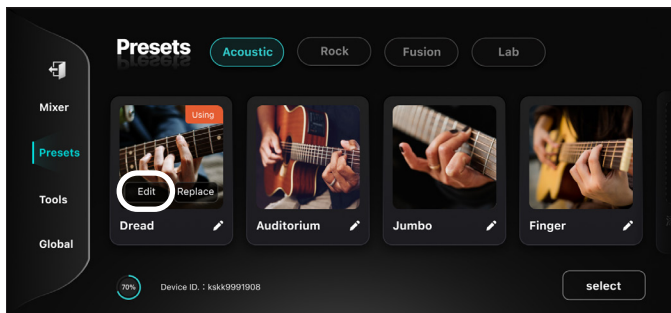 Presets
Acoustic
Rock
Fusion
Lab
Mixer
Presets
Tools
Global
Using
Edit
Replace
Dread
Auditorium
Jumbo
Finger
70%
Device ID. : kskk9991908
select